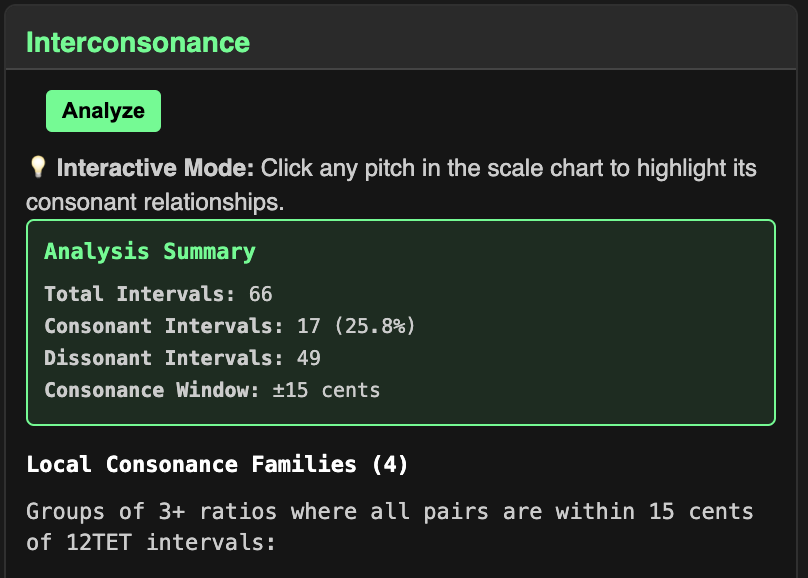 Interconsonance
Analyze
💡 Interactive Mode: Click any pitch in the scale chart to highlight its
consonant relationships.
Analysis Summary
Total Intervals: 66
Consonant Intervals: 17 (25.8%)
Dissonant Intervals: 49
Consonance Window: ±15 cents
Local Consonance Families (4)
Groups of 3+ ratios where all pairs are within 15 cents
of 12TET intervals: